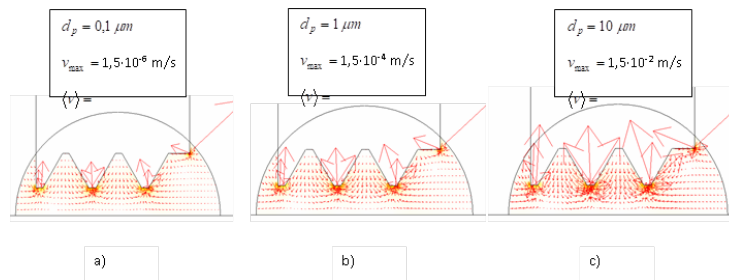 d_p = 0,1 μm
v_max = 1,5·10⁻⁶ m/s
⟨v⟩ =
d_p = 1 μm
v_max = 1,5·10⁻⁴ m/s
⟨v⟩ =
d_p = 10 μm
v_max = 1,5·10⁻² m/s
⟨v⟩ =
a)
b)
c)